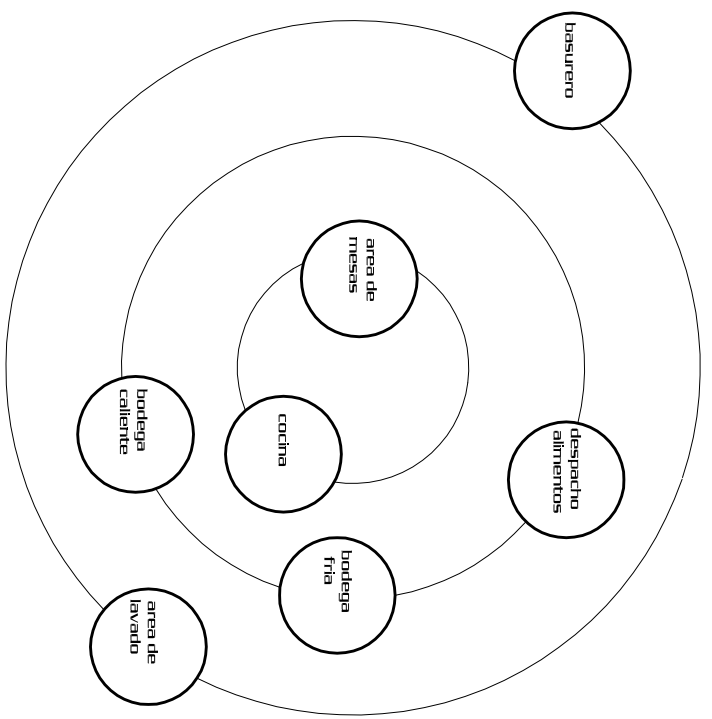 basurero
area de
mesas
bodega
caliente
cocina
despacho
alimentos
bodega
fria
area de
lavado